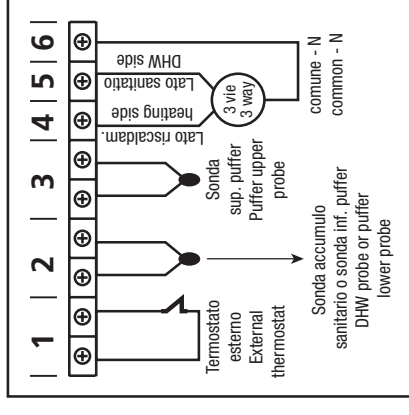 1 2 3 4 5 6
Lato riscaldam.
heating side
Lato sanitatio
DHW side
3 vie
3 way
comune - N
common - N
Sonda
sup. puffer
Puffer upper
probe
Termostato
esterno
External
thermostat
Sonda accumulo
sanitario o sonda inf. puffer
DHW probe or puffer
lower probe